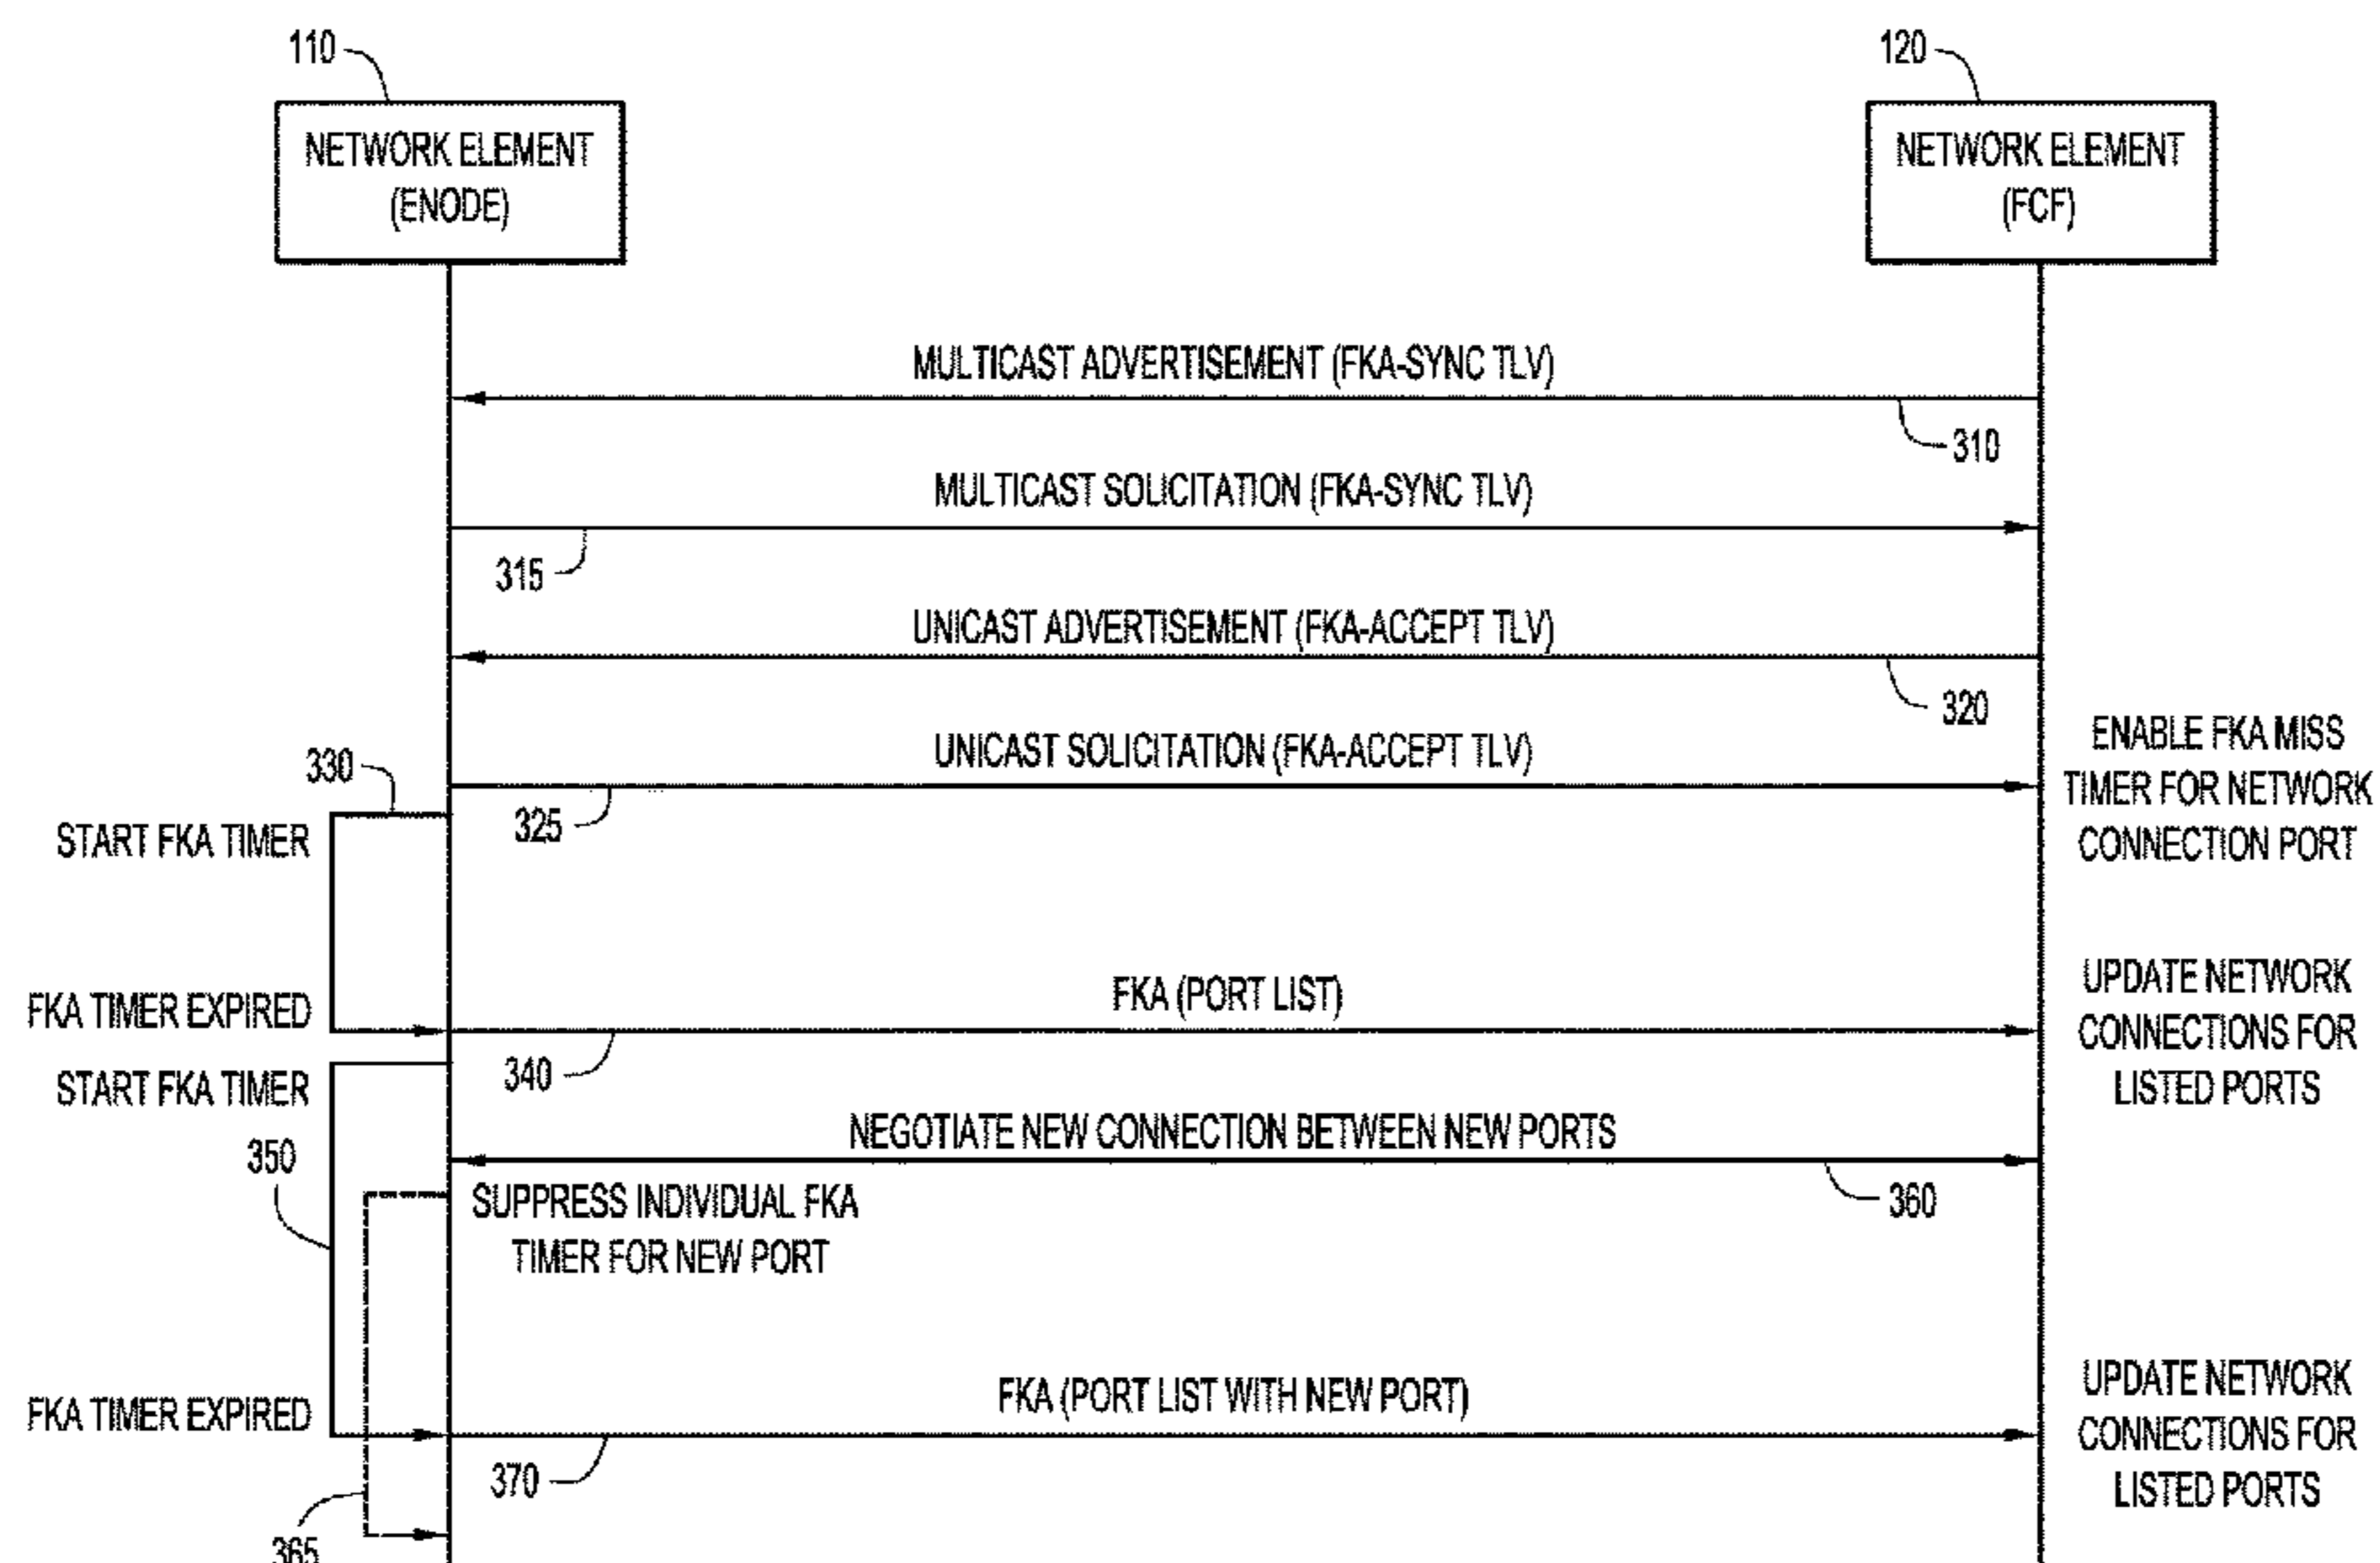 110
120
NETWORK ELEMENT
(ENODE)
NETWORK ELEMENT
(FCF)
MULTICAST ADVERTISEMENT (FKA-SYNC TLV)
310
MULTICAST SOLICITATION (FKA-SYNC TLV)
315
UNICAST ADVERTISEMENT (FKA-ACCEPT TLV)
320
UNICAST SOLICITATION (FKA-ACCEPT TLV)
325
ENABLE FKA MISS
TIMER FOR NETWORK
CONNECTION PORT
330
START FKA TIMER
FKA TIMER EXPIRED
FKA (PORT LIST)
340
UPDATE NETWORK
CONNECTIONS FOR
LISTED PORTS
START FKA TIMER
350
NEGOTIATE NEW CONNECTION BETWEEN NEW PORTS
360
SUPPRESS INDIVIDUAL FKA
TIMER FOR NEW PORT
FKA TIMER EXPIRED
FKA (PORT LIST WITH NEW PORT)
370
UPDATE NETWORK
CONNECTIONS FOR
LISTED PORTS
365